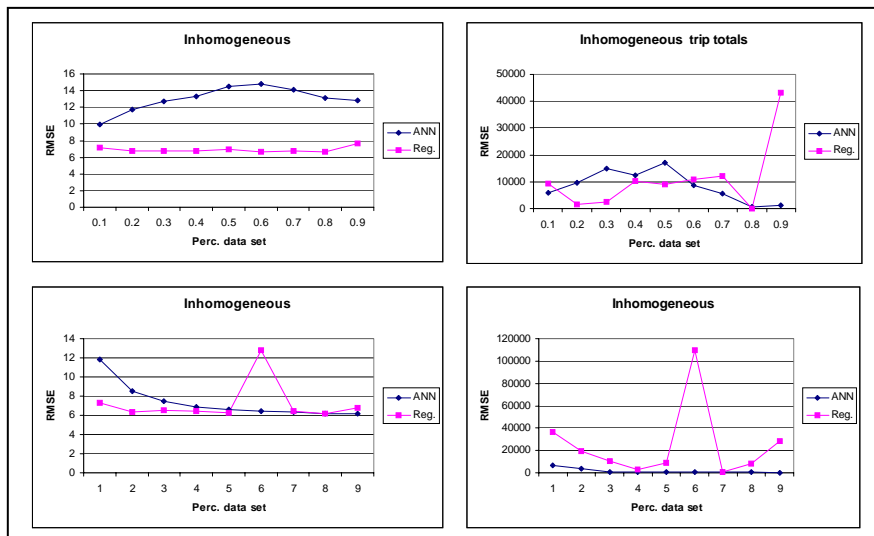 Inhomogeneous
16
14
12
10
8
6
4
2
0
RMSE
0.1 0.2 0.3 0.4 0.5 0.6 0.7 0.8 0.9
Perc. data set
ANN
Reg.
Inhomogeneous trip totals
50000
40000
30000
20000
10000
0
RMSE
0.1 0.2 0.3 0.4 0.5 0.6 0.7 0.8 0.9
Perc. data set
ANN
Reg.
Inhomogeneous
14
12
10
8
6
4
2
0
RMSE
1 2 3 4 5 6 7 8 9
Perc. data set
ANN
Reg.
Inhomogeneous
120000
100000
80000
60000
40000
20000
0
RMSE
1 2 3 4 5 6 7 8 9
Perc. data set
ANN
Reg.